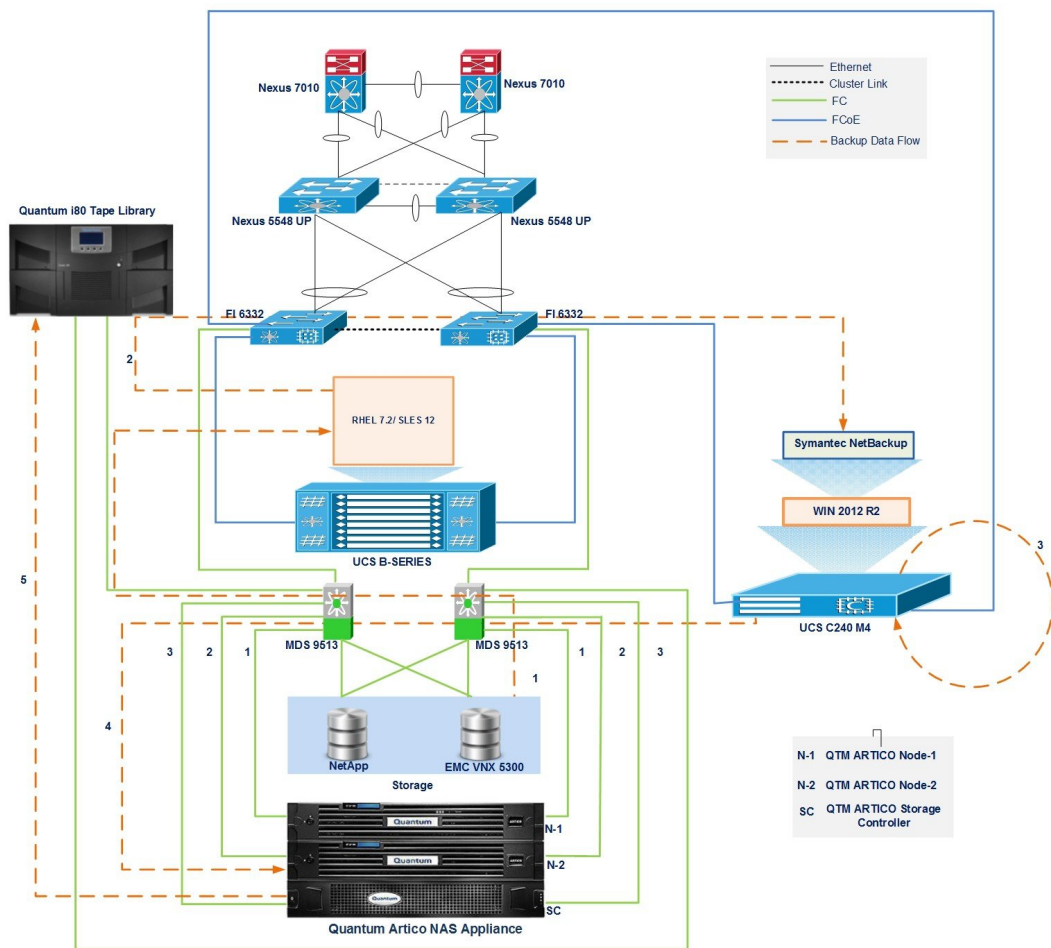 Nexus 7010
Nexus 7010
Ethernet
Cluster Link
FC
FCoE
Backup Data Flow
Quantum i80 Tape Library
Nexus 5548 UP
Nexus 5548 UP
FI 6332
FI 6332
2
RHEL 7.2/ SLES 12
Symantec NetBackup
WIN 2012 R2
UCS B-SERIES
3
5
UCS C240 M4
MDS 9513
MDS 9513
3
2
1
1
2
3
1
4
NetApp
EMC VNX 5300
Storage
N-1 QTM ARTICO Node-1
N-2 QTM ARTICO Node-2
SC QTM ARTICO Storage
Controller
Quantum
N-1
Quantum
N-2
Quantum
SC
Quantum Artico NAS Appliance